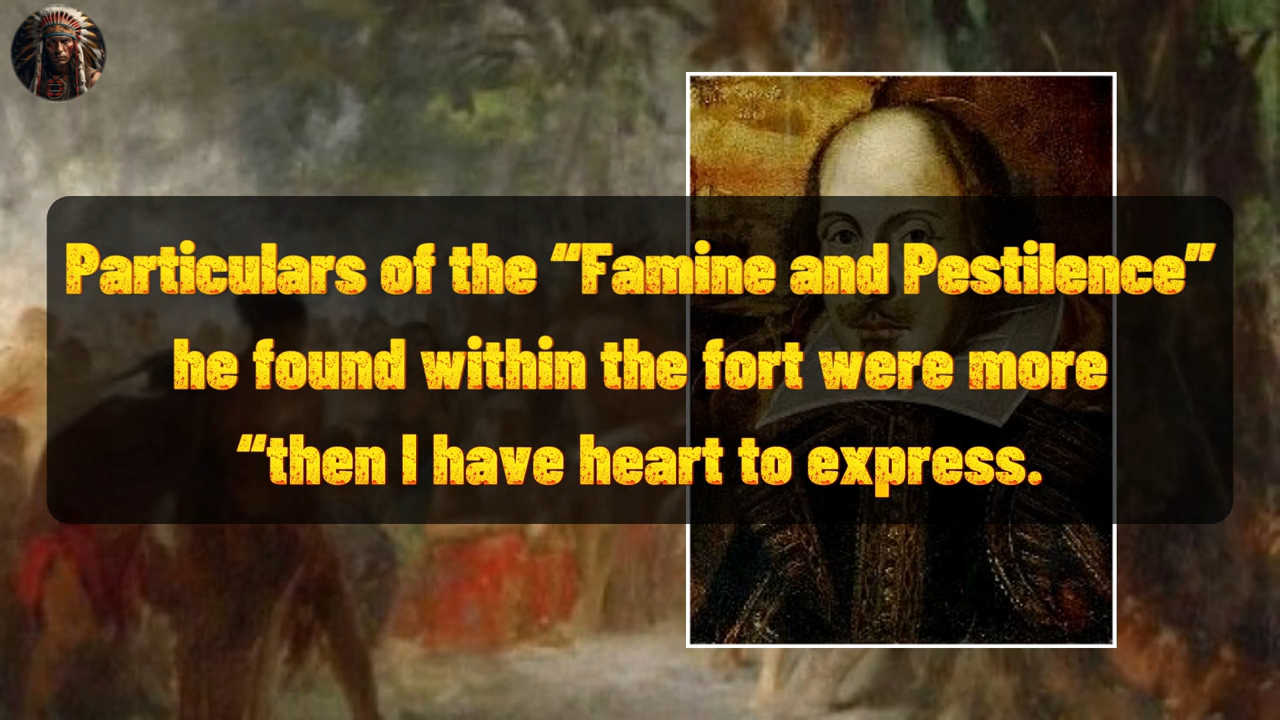 Particulars of the “Famine and Pestilence”
he found within the fort were more
“then I have heart to express.